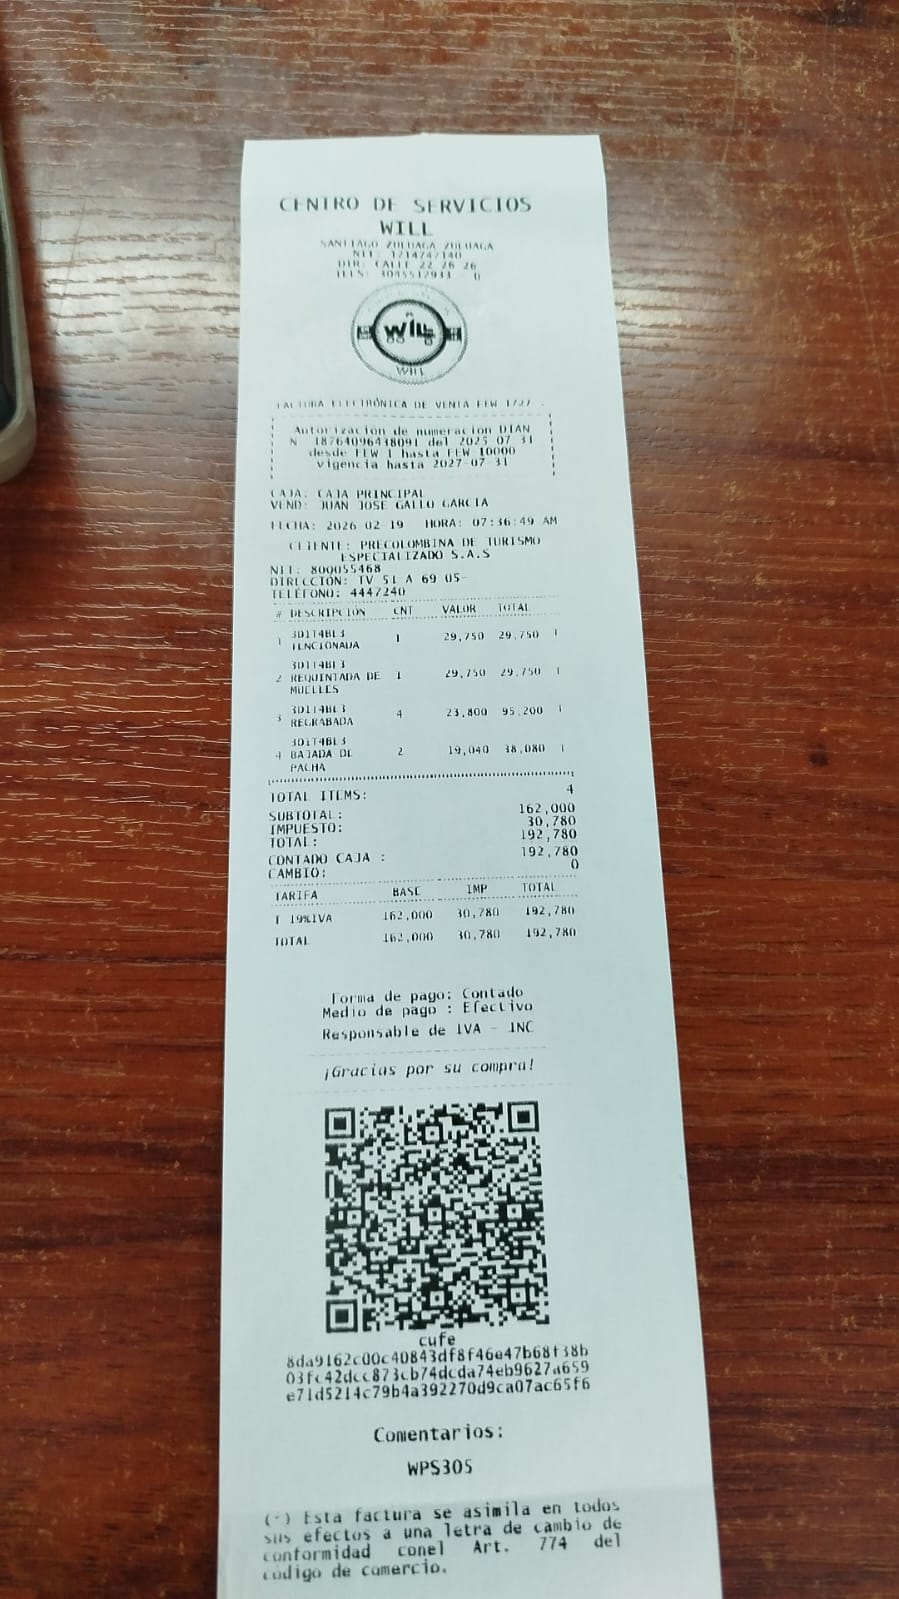 CENTRO DE SERVICIOS
WILL
SANTIAGO ZULUAGA ZULUAGA
NIT: 1214747140
DIR: CALLE 22 26 26
TELS: 3045512933 0
WILL
WILL
FACTURA ELECTRÓNICA DE VENTA FEW 1727
Autorizacion de numeracion DIAN
N° 18764096438091 del 2025-07-31
desde FEW 1 hasta FEW 10000
vigencia hasta 2027-07-31
CAJA: CAJA PRINCIPAL
VEND: JUAN JOSE GALLO GARCIA
FECHA: 2026-02-19 HORA: 07:36:49 AM
CLIENTE: PRECOLOMBINA DE TURISMO
ESPECIALIZADO S.A.S
NIT: 800055468
DIRECCIÓN: TV 51 A 69 05-
TELÉFONO: 4447240
# DESCRIPCIÓN CNT VALOR TOTAL
3D1T4BL3
1 TENCIONADA 1 29,750 29,750 1
3D1T4BL3
2 REQUINTADA DE 1 29,750 29,750 1
MUELLES
3D1T4BL3
3 REGRABADA 4 23,800 95,200 1
3D1T4BL3
4 BAJADA DE 2 19,040 38,080 1
PACHA
TOTAL ITEMS: 4
SUBTOTAL: 162,000
IMPUESTO: 30,780
TOTAL: 192,780
CONTADO CAJA : 192,780
CAMBIO: 0
TARIFA BASE IMP TOTAL
1 19%IVA 162,000 30,780 192,780
TOTAL 162,000 30,780 192,780
Forma de pago: Contado
Medio de pago : Efectivo
Responsable de IVA - INC
¡Gracias por su compra!
cufe
8da9162c00c40843df8f46e47b68f38b
03fc42dcc873cb74dcda74eb9627a659
e71d5214c79b4a392270d9ca07ac65f6
Comentarios:
WPS305
(*) Esta factura se asimila en todos
sus efectos a una letra de cambio de
conformidad conel Art. 774 del
código de comercio.